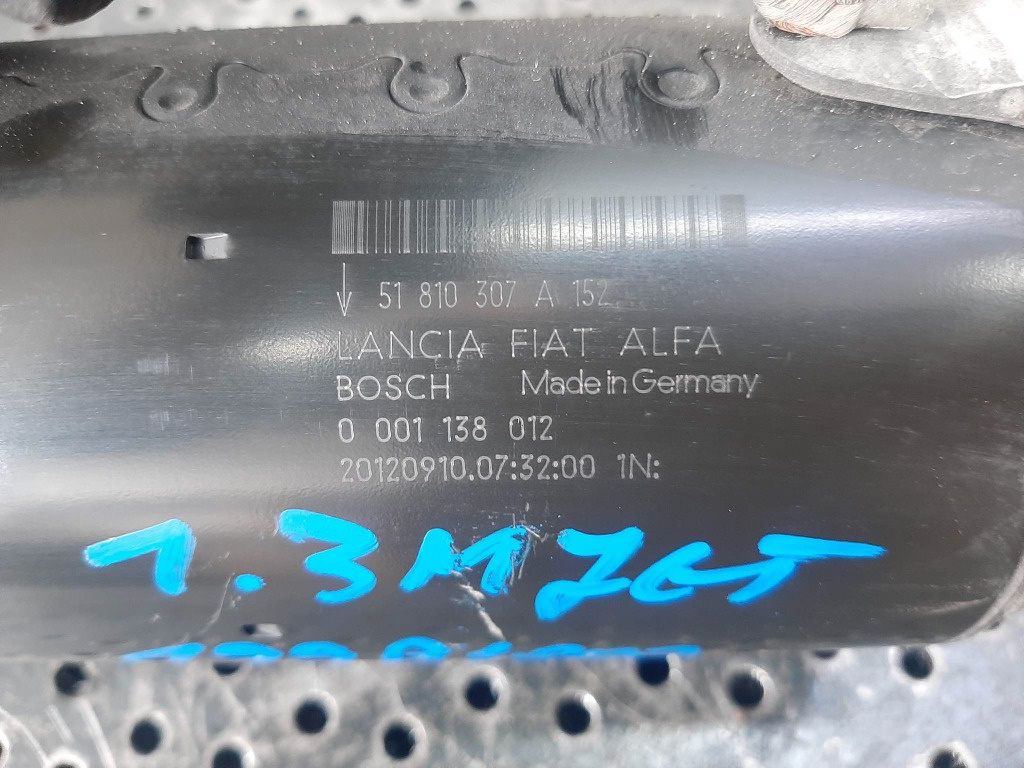 51 810 307 A 152
LANCIA FIAT ALFA
BOSCH Made in Germany
0 001 138 012
20120910.07:32:00 1N:
1.3 MJET